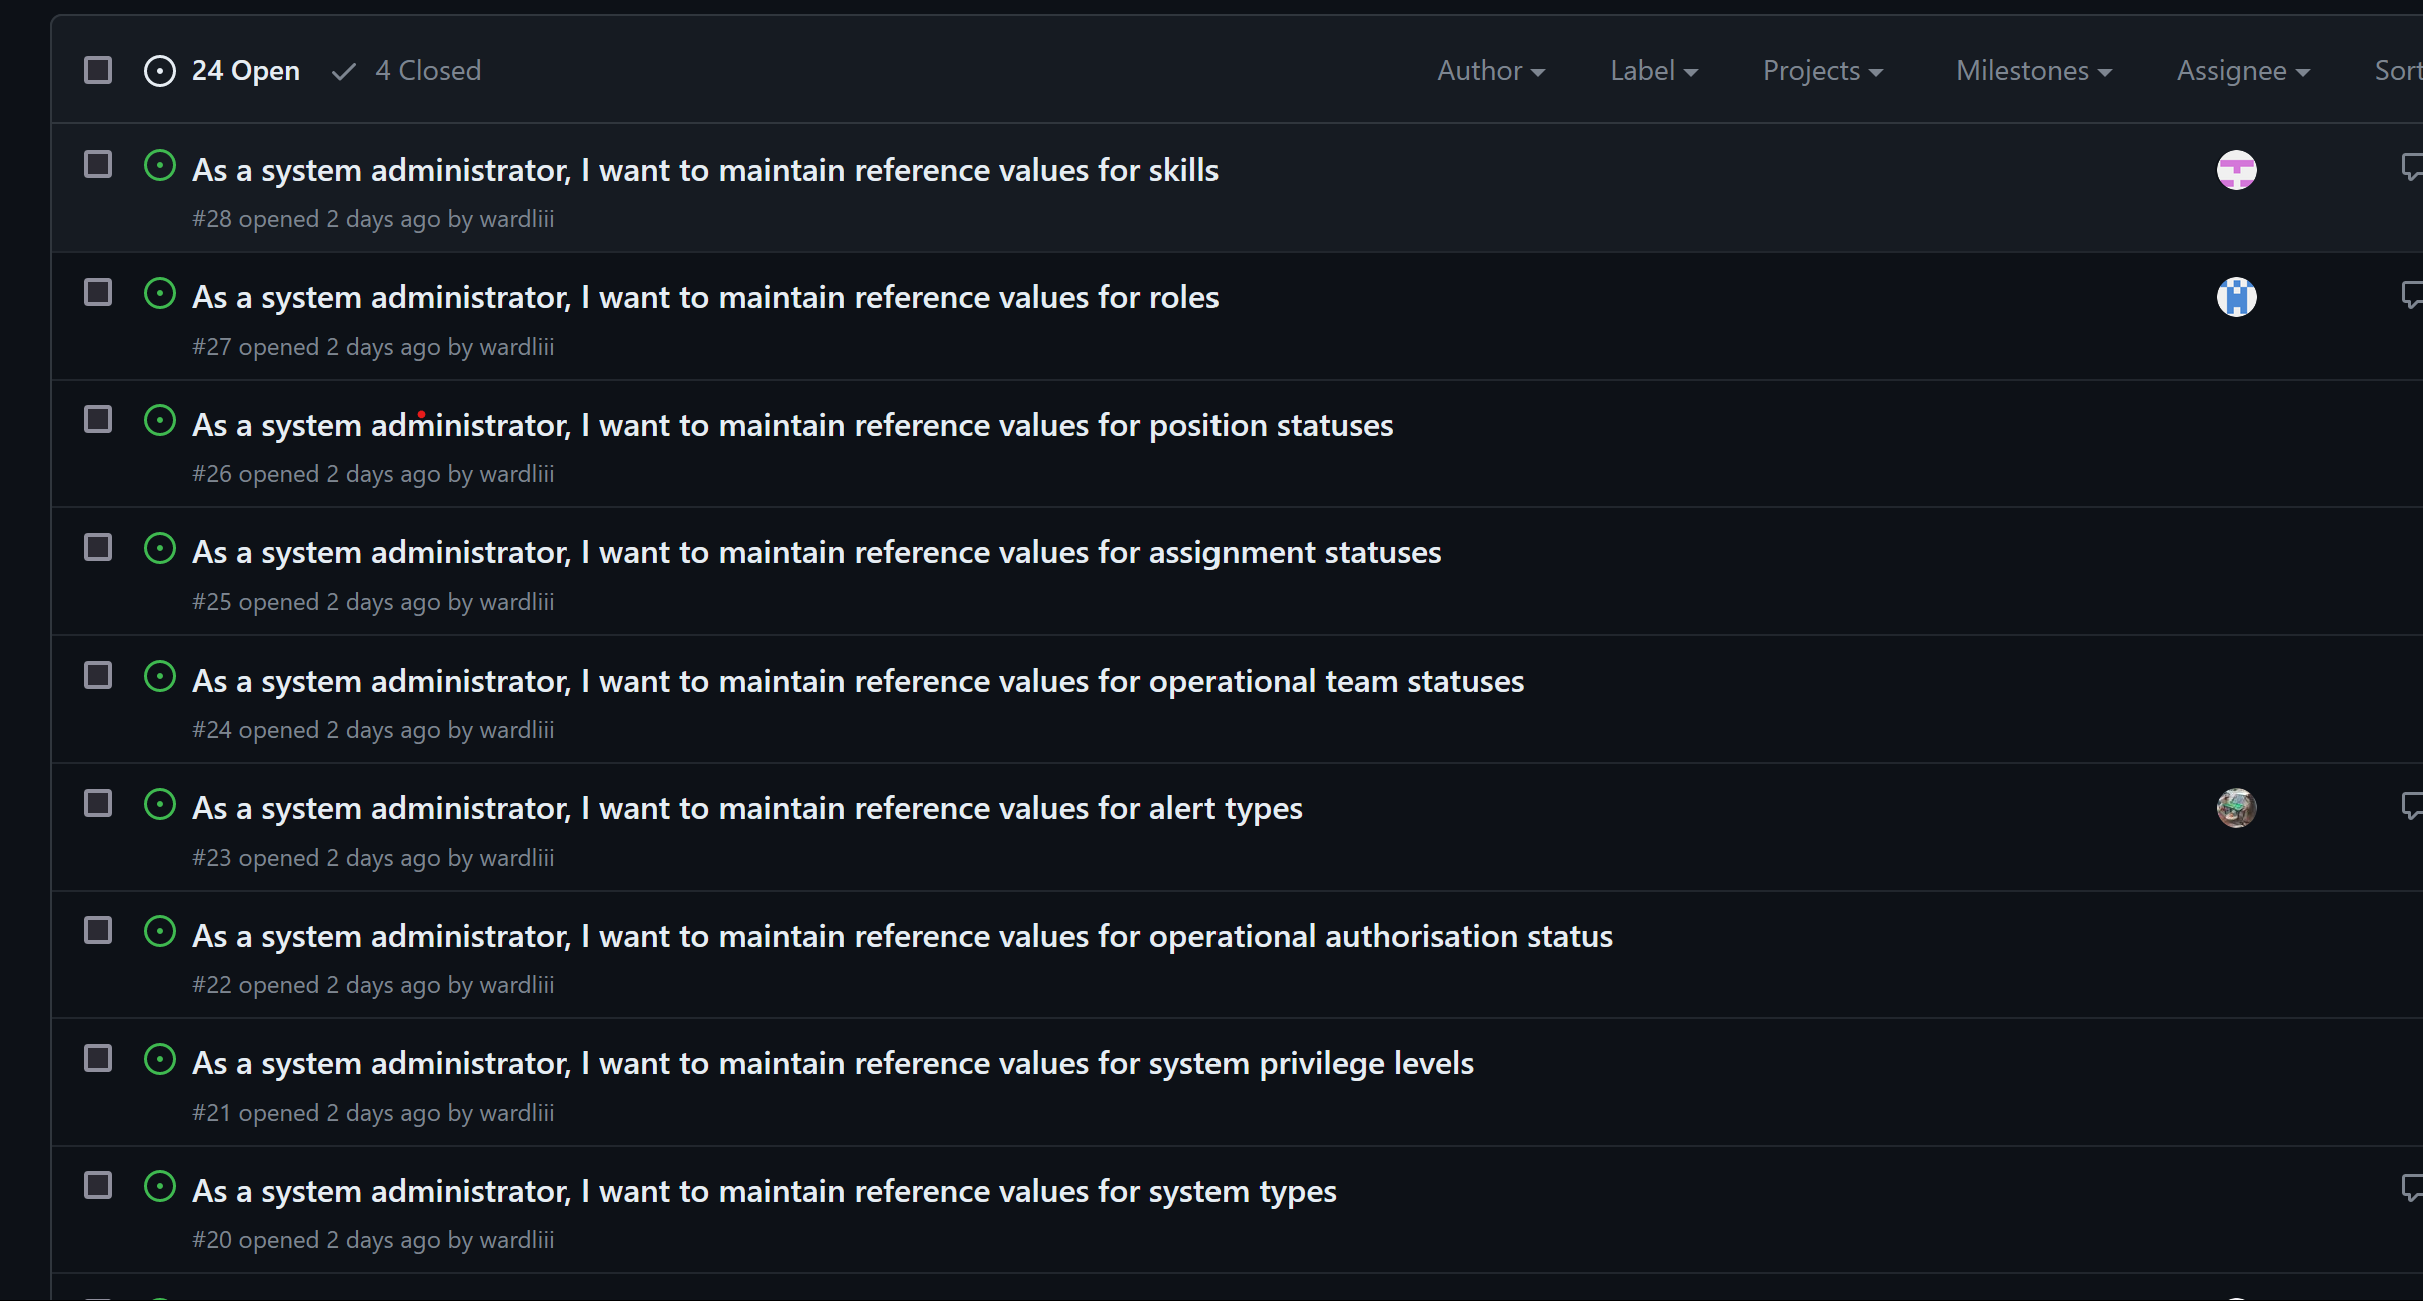 24 Open 4 Closed Author Label Projects Milestones Assignee Sort
As a system administrator, I want to maintain reference values for skills
#28 opened 2 days ago by wardliii
As a system administrator, I want to maintain reference values for roles
#27 opened 2 days ago by wardliii
As a system administrator, I want to maintain reference values for position statuses
#26 opened 2 days ago by wardliii
As a system administrator, I want to maintain reference values for assignment statuses
#25 opened 2 days ago by wardliii
As a system administrator, I want to maintain reference values for operational team statuses
#24 opened 2 days ago by wardliii
As a system administrator, I want to maintain reference values for alert types
#23 opened 2 days ago by wardliii
As a system administrator, I want to maintain reference values for operational authorisation status
#22 opened 2 days ago by wardliii
As a system administrator, I want to maintain reference values for system privilege levels
#21 opened 2 days ago by wardliii
As a system administrator, I want to maintain reference values for system types
#20 opened 2 days ago by wardliii